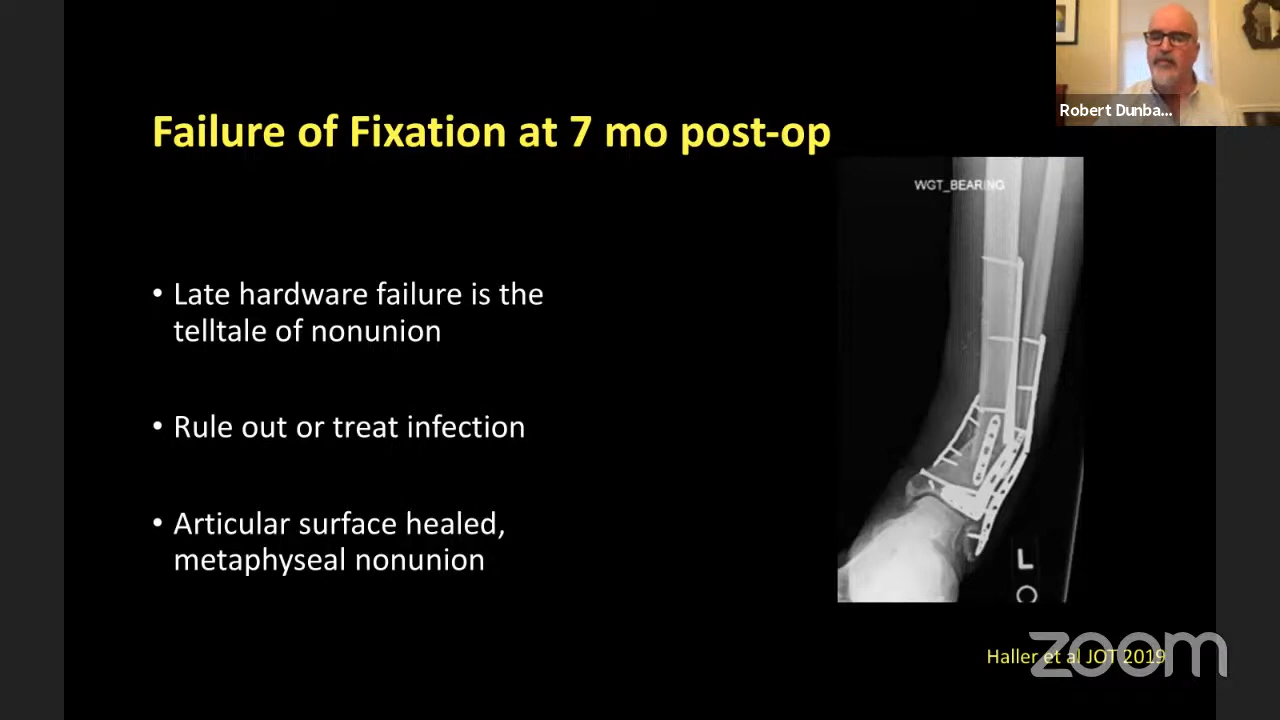 Robert Dunba...
Failure of Fixation at 7 mo post-op
WGT_BEARING
• Late hardware failure is the
telltale of nonunion
• Rule out or treat infection
• Articular surface healed,
metaphyseal nonunion
L
O
Haller et al JOT 2019
zoom